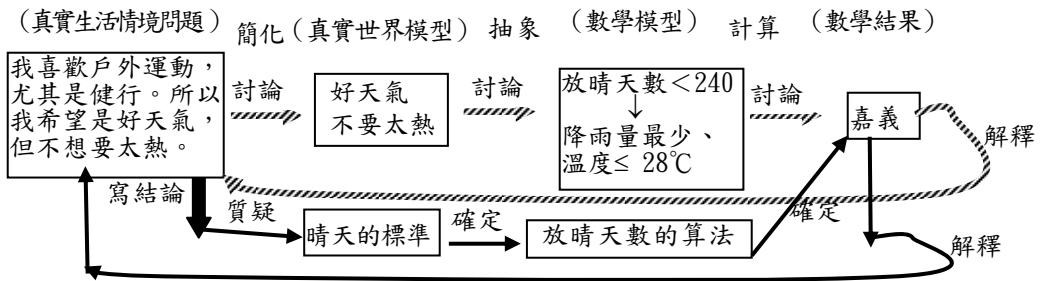 (真實生活情境問題) 簡化 (真實世界模型) 抽象 (數學模型) 計算 (數學結果)
我喜歡戶外運動，
尤其是健行。所以
我希望是好天氣，
但不想要太熱。
討論
好天氣
不要太熱
討論
放晴天數＜240
↓
降雨量最少、
溫度≤ 28℃
討論
嘉義
解釋
寫結論
質疑
晴天的標準
確定
放晴天數的算法
確定
解釋